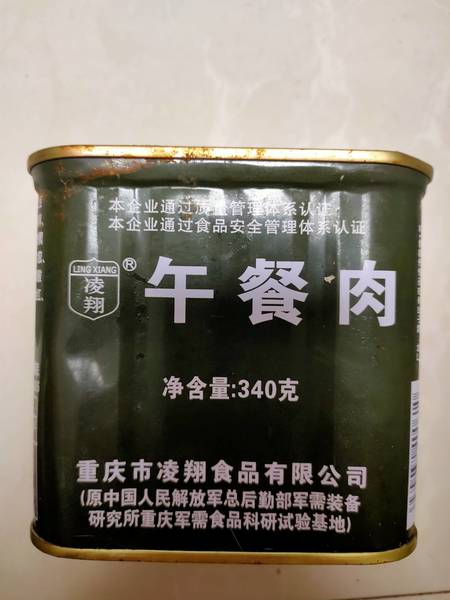 本企业通过质量管理体系认证
本企业通过食品安全管理体系认证
LING XIANG
凌翔
®
午餐肉
净含量:340克
重庆市凌翔食品有限公司
(原中国人民解放军总后勤部军需装备
研究所重庆军需食品科研试验基地)